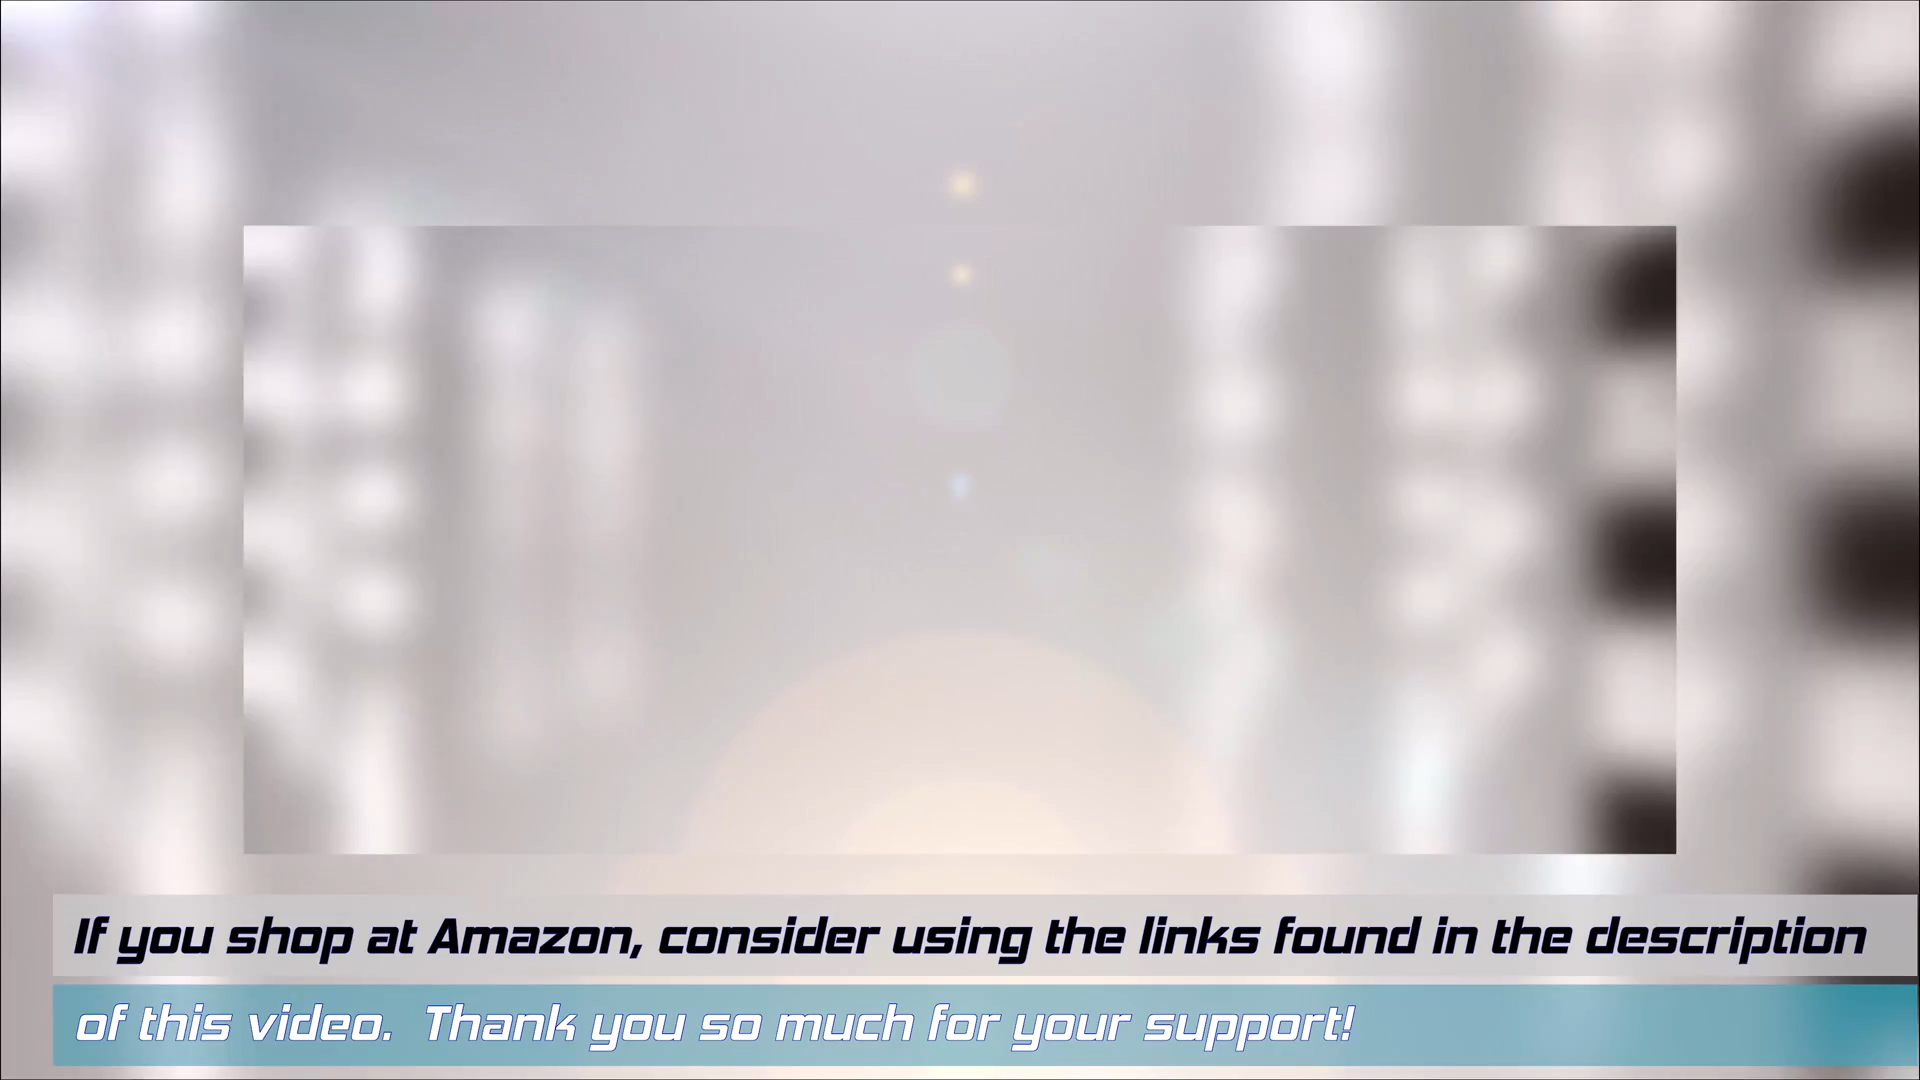 If you shop at Amazon, consider using the links found in the description
of this video.  Thank you so much for your support!